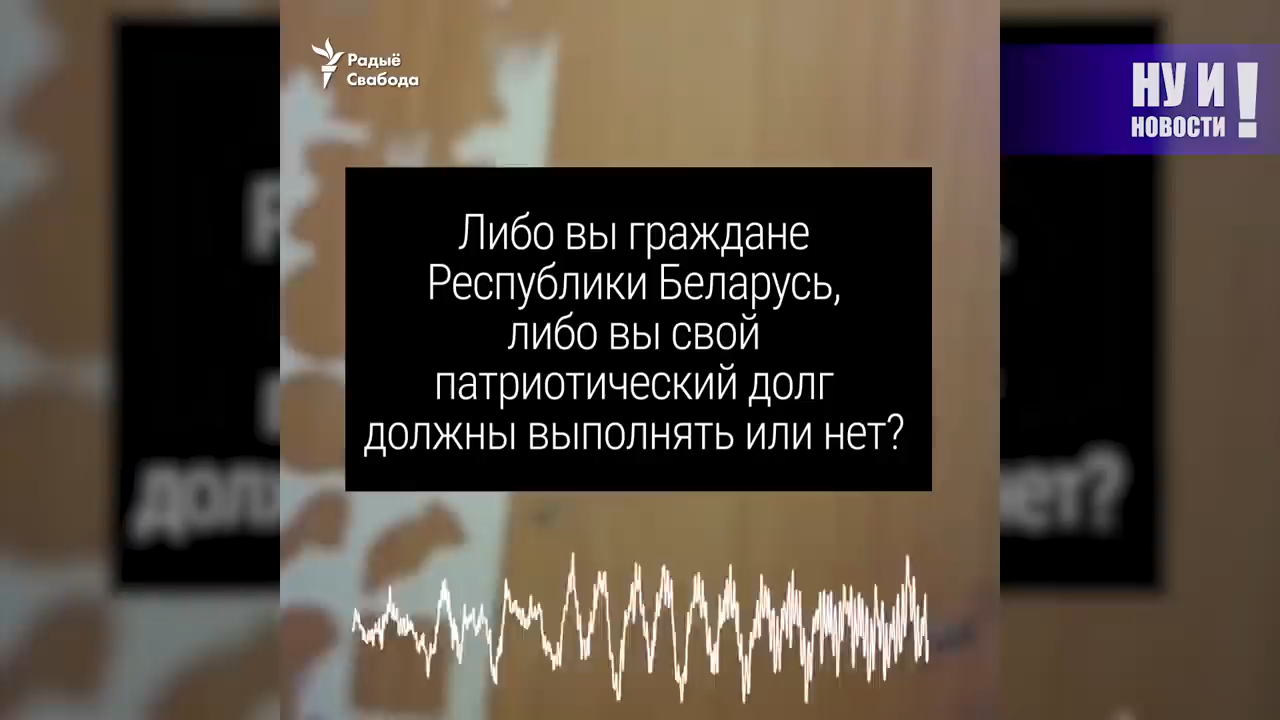 Радыё
Свабода
НУ И
НОВОСТИ!
Либо вы граждане
Республики Беларусь,
либо вы свой
патриотический долг
должны выполнять или нет?